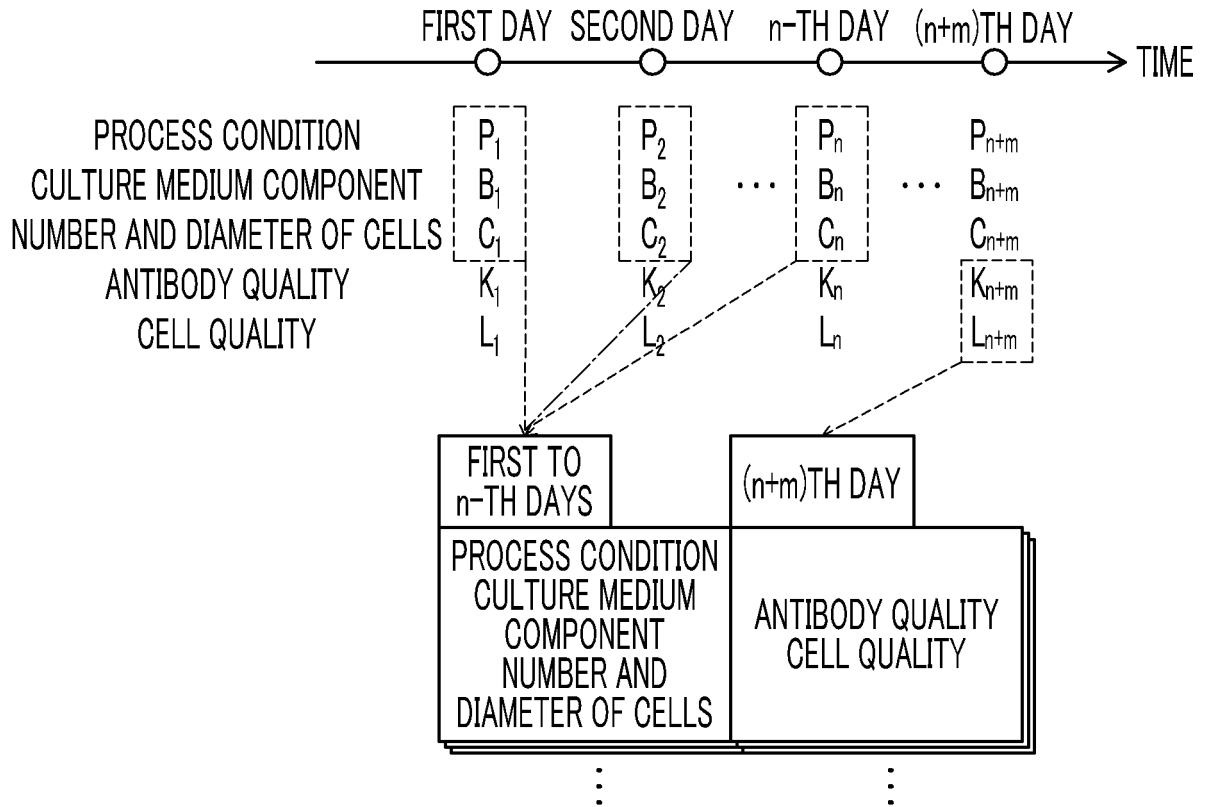 FIRST DAY SECOND DAY n-TH DAY (n+m)TH DAY
TIME
PROCESS CONDITION P1 P2 Pn Pn+m
CULTURE MEDIUM COMPONENT B1 B2 ... Bn ... Bn+m
NUMBER AND DIAMETER OF CELLS C1 C2 Cn Cn+m
ANTIBODY QUALITY K1 K2 Kn Kn+m
CELL QUALITY L1 L2 Ln Ln+m
FIRST TO
n-TH DAYS
(n+m)TH DAY
PROCESS CONDITION
CULTURE MEDIUM
COMPONENT
NUMBER AND
DIAMETER OF CELLS
ANTIBODY QUALITY
CELL QUALITY